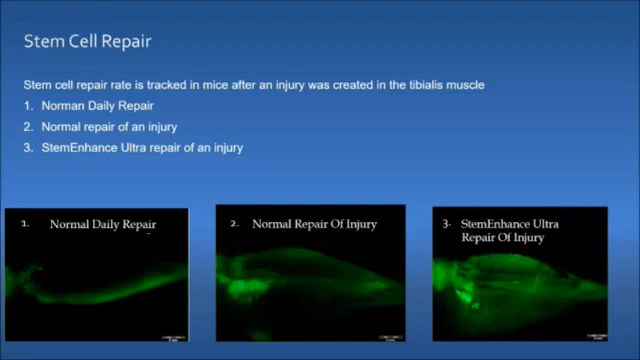 Stem Cell Repair
Stem cell repair rate is tracked in mice after an injury was created in the tibialis muscle
1. Norman Daily Repair
2. Normal repair of an injury
3. StemEnhance Ultra repair of an injury
1. Normal Daily Repair
2. Normal Repair Of Injury
3. StemEnhance Ultra
Repair Of Injury